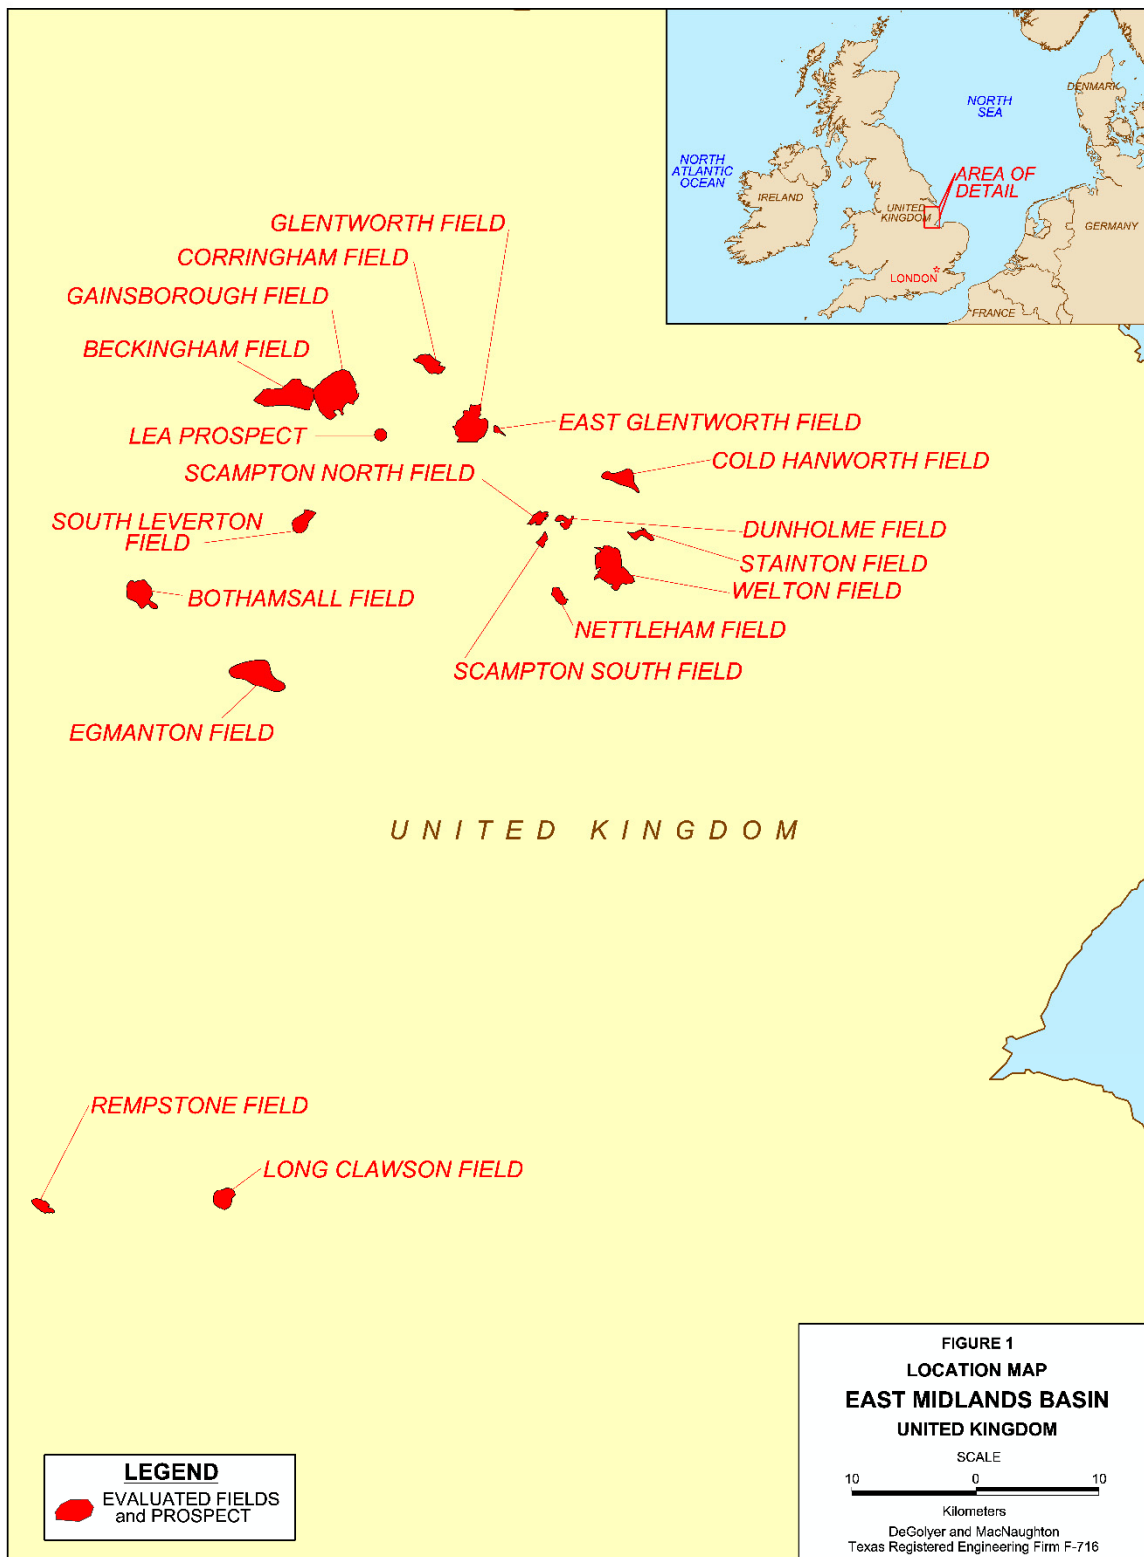 DENMARK
NORTH
SEA
NORTH
ATLANTIC
OCEAN
AREA OF
DETAIL
IRELAND
UNITED
KINGDOM
GERMANY
LONDON
FRANCE
GLENTWORTH FIELD
CORRINGHAM FIELD
GAINSBOROUGH FIELD
BECKINGHAM FIELD
EAST GLENTWORTH FIELD
LEA PROSPECT
COLD HANWORTH FIELD
SCAMPTON NORTH FIELD
SOUTH LEVERTON
FIELD
DUNHOLME FIELD
STAINTON FIELD
WELTON FIELD
BOTHAMSALL FIELD
NETTLEHAM FIELD
SCAMPTON SOUTH FIELD
EGMANTON FIELD
UNITED KINGDOM
REMPSTONE FIELD
LONG CLAWSON FIELD
LEGEND
EVALUATED FIELDS
and PROSPECT
FIGURE 1
LOCATION MAP
EAST MIDLANDS BASIN
UNITED KINGDOM
SCALE
10 0 10
Kilometers
DeGolyer and MacNaughton
Texas Registered Engineering Firm F-716